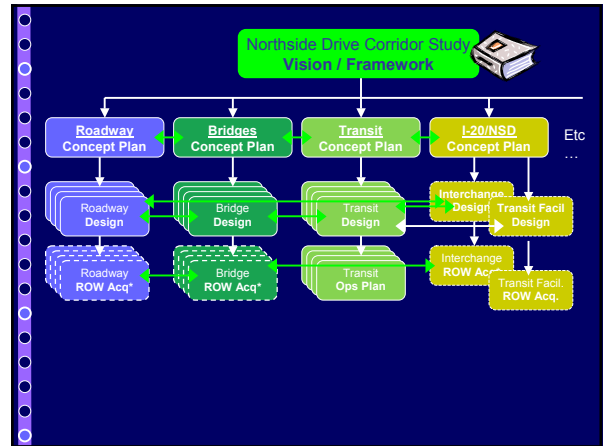 Northside Drive Corridor Study
Vision / Framework
Roadway
Concept Plan
Bridges
Concept Plan
Transit
Concept Plan
I-20/NSD
Concept Plan
Etc
...
Roadway
Design
Bridge
Design
Transit
Design
Interchange
Design
Transit Facil
Design
Roadway
ROW Acq*
Bridge
ROW Acq*
Transit
Ops Plan
Interchange
ROW Acq
Transit Facil.
ROW Acq.